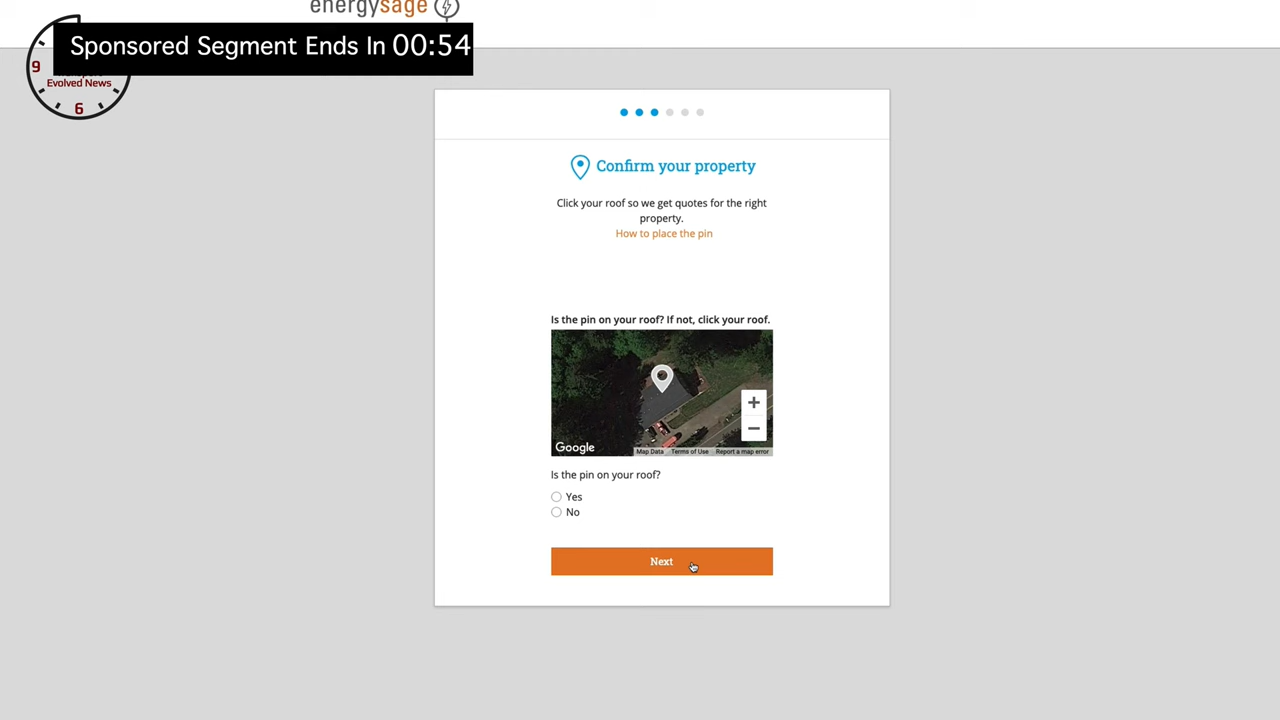 energysage
Sponsored Segment Ends In 00:54
9
Evolved News
6
Confirm your property
Click your roof so we get quotes for the right
property.
How to place the pin
Is the pin on your roof? If not, click your roof.
Google
Map Data
Terms of Use
Report a map error
Is the pin on your roof?
Yes
No
Next